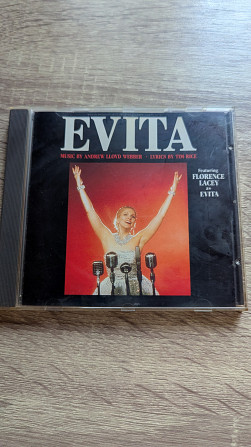 EVITA
MUSIC BY ANDREW LLOYD WEBBER · LYRICS BY TIM RICE
Featuring
FLORENCE
LACEY
as
EVITA